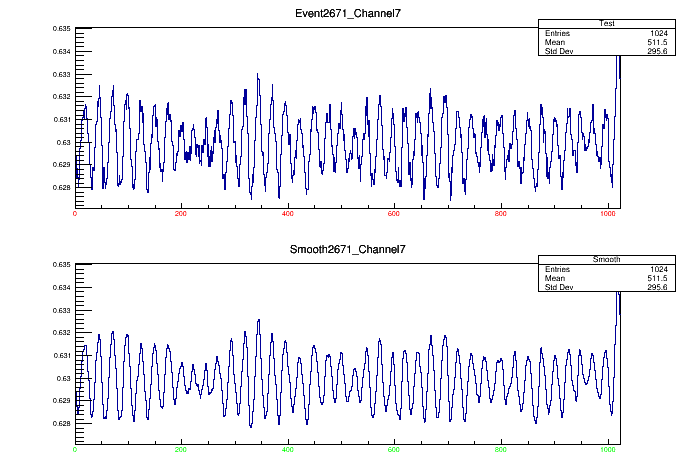 Event2671_Channel7
Test
Entries 1024
Mean 511.5
Std Dev 295.6
0.635
0.634
0.633
0.632
0.631
0.63
0.629
0.628
0 200 400 600 800 1000
Smooth2671_Channel7
Smooth
Entries 1024
Mean 511.5
Std Dev 295.6
0.635
0.634
0.633
0.632
0.631
0.63
0.629
0.628
0 200 400 600 800 1000